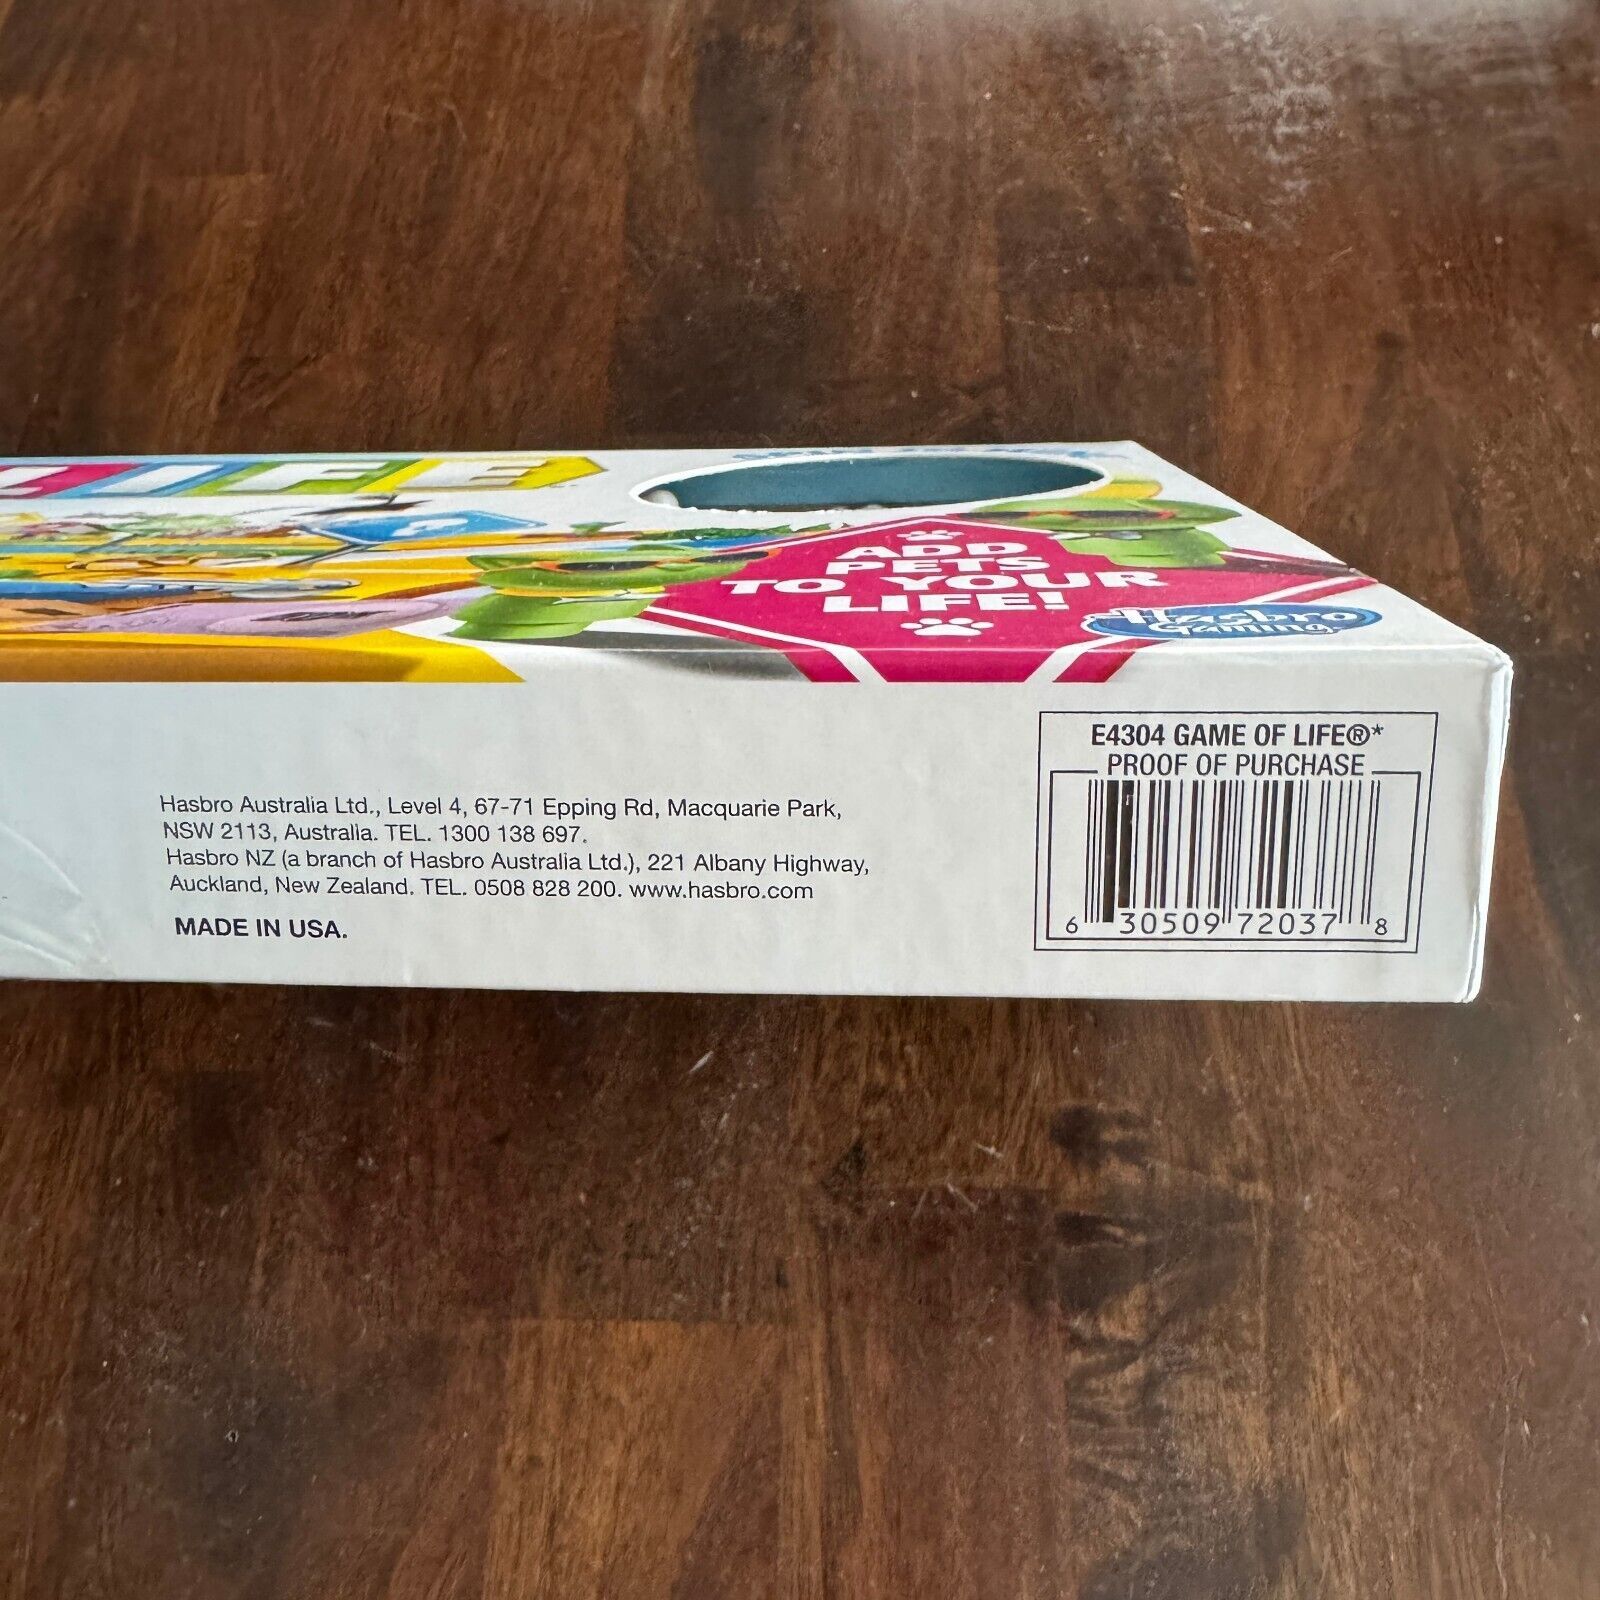 LIFE
ADD
PETS
TO YOUR
LIFE!
Hasbro
Gaming
E4304 GAME OF LIFE®*
PROOF OF PURCHASE
6 30509 72037 8
Hasbro Australia Ltd., Level 4, 67-71 Epping Rd, Macquarie Park,
NSW 2113, Australia. TEL. 1300 138 697.
Hasbro NZ (a branch of Hasbro Australia Ltd.), 221 Albany Highway,
Auckland, New Zealand. TEL. 0508 828 200. www.hasbro.com
MADE IN USA.